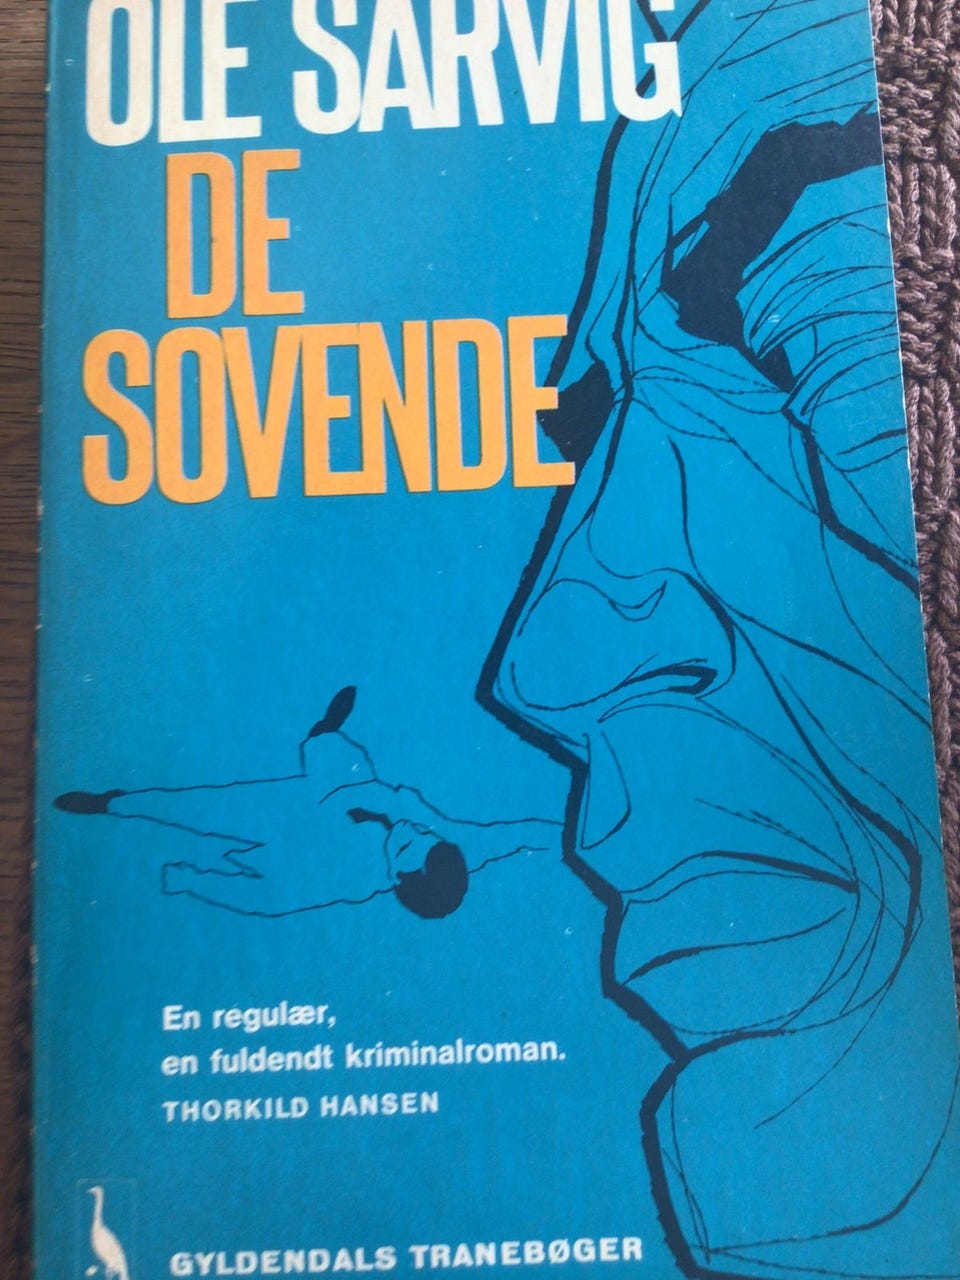 OLE SARVIG
DE
SOVENDE
En regulær,
en fuldendt kriminalroman.
THORKILD HANSEN
GYLDENDALS TRANEBØGER